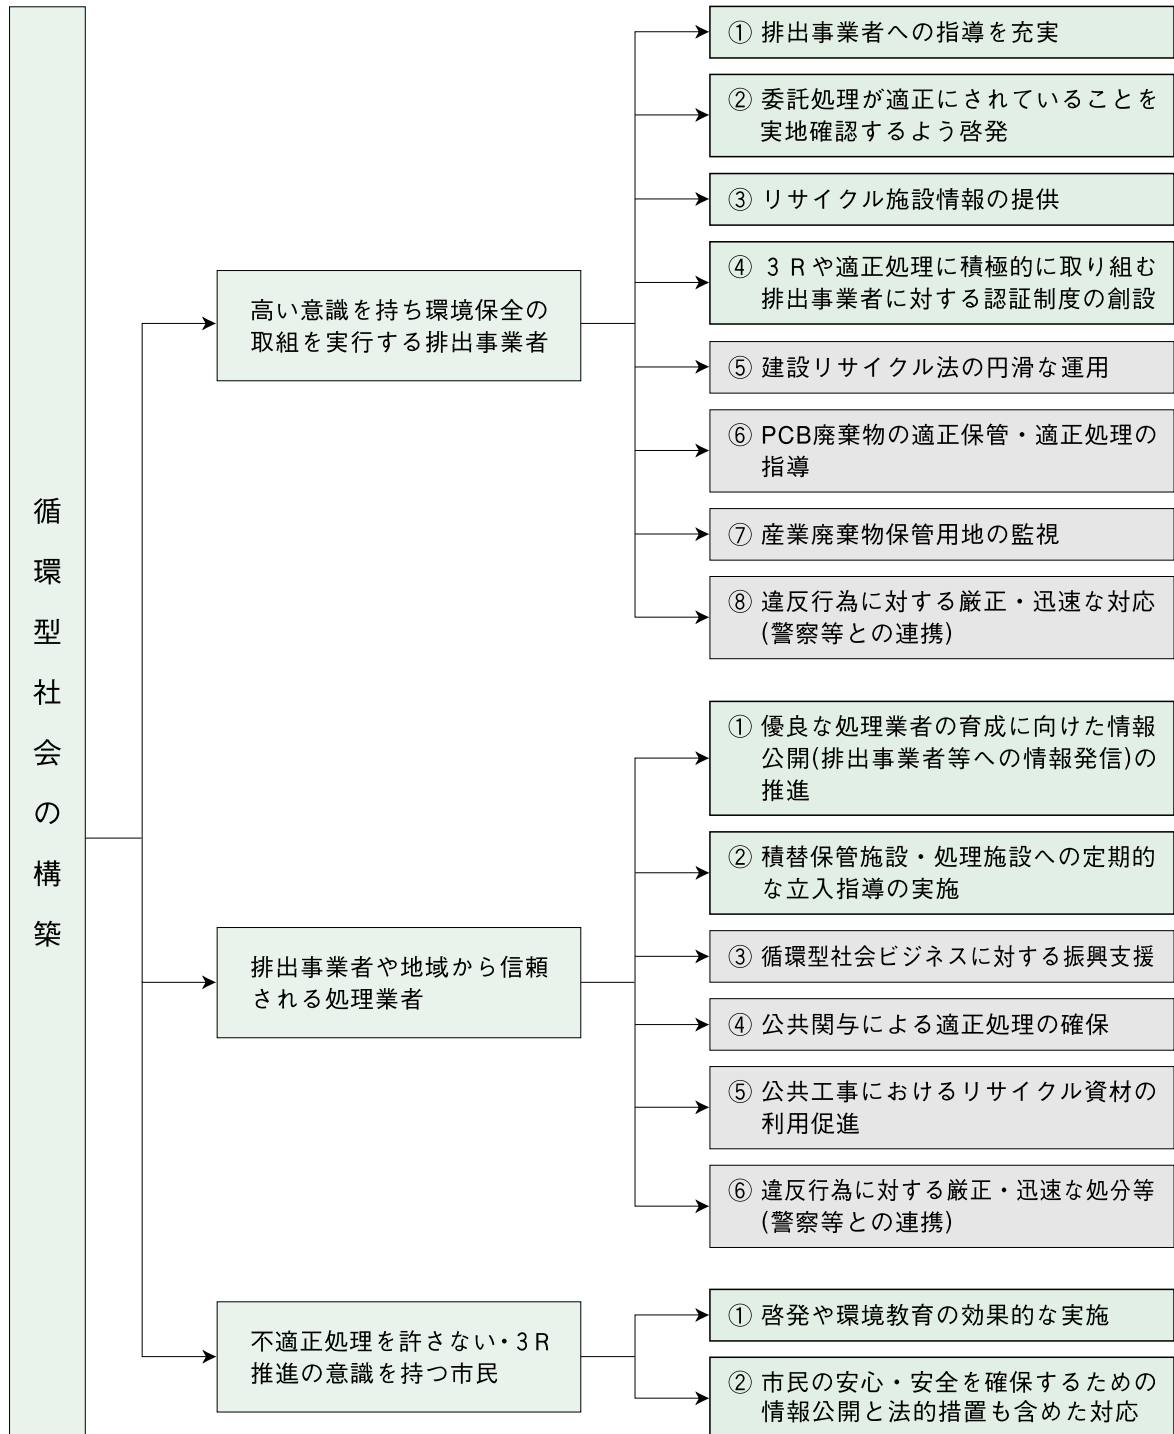 循環型社会の構築
高い意識を持ち環境保全の
取組を実行する排出事業者
① 排出事業者への指導を充実
② 委託処理が適正にされていることを
実地確認するよう啓発
③ リサイクル施設情報の提供
④ 3Rや適正処理に積極的に取り組む
排出事業者に対する認証制度の創設
⑤ 建設リサイクル法の円滑な運用
⑥ PCB廃棄物の適正保管・適正処理の
指導
⑦ 産業廃棄物保管用地の監視
⑧ 違反行為に対する厳正・迅速な対応
(警察等との連携)
排出事業者や地域から信頼
される処理業者
① 優良な処理業者の育成に向けた情報
公開(排出事業者等への情報発信)の
推進
② 積替保管施設・処理施設への定期的
な立入指導の実施
③ 循環型社会ビジネスに対する振興支援
④ 公共関与による適正処理の確保
⑤ 公共工事におけるリサイクル資材の
利用促進
⑥ 違反行為に対する厳正・迅速な処分等
(警察等との連携)
不適正処理を許さない・3R
推進の意識を持つ市民
① 啓発や環境教育の効果的な実施
② 市民の安心・安全を確保するための
情報公開と法的措置も含めた対応